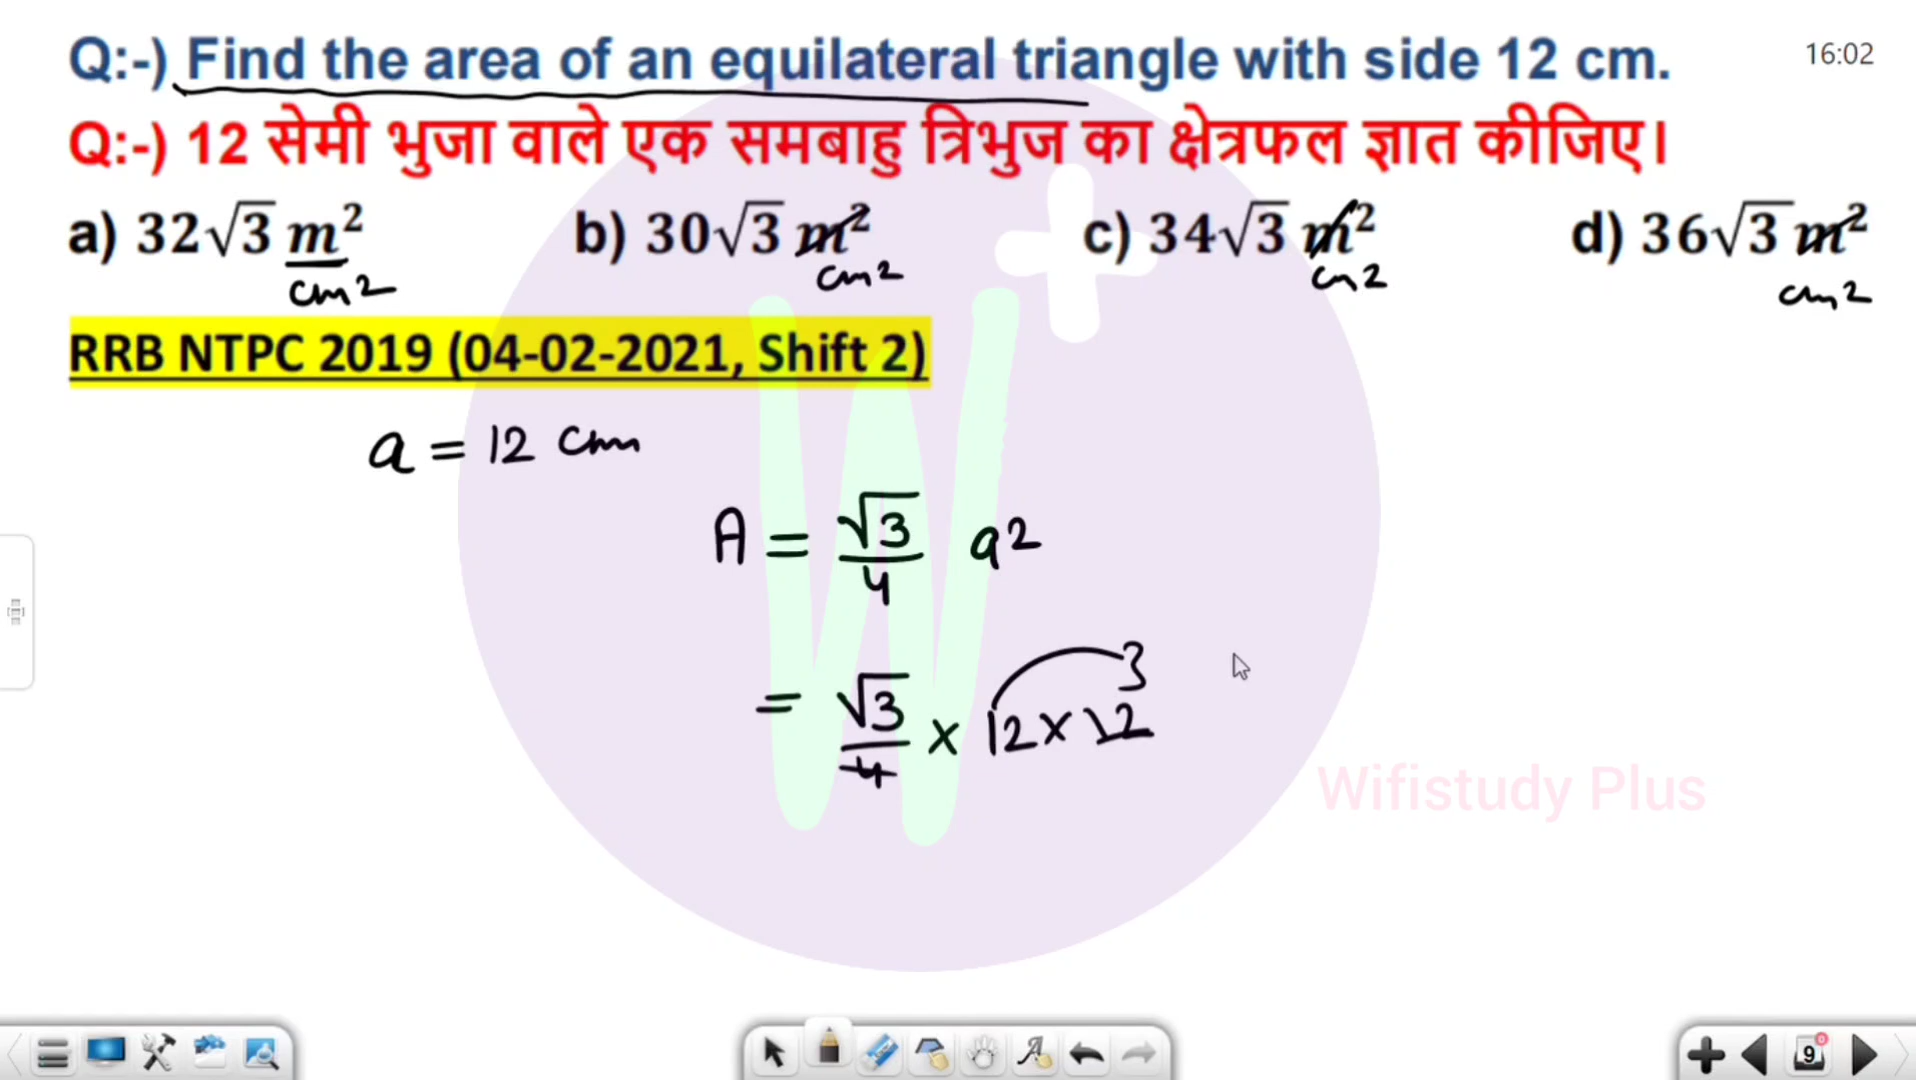 Q:-) Find the area of an equilateral triangle with side 12 cm.
16:02
Q:-) 12 सेमी भुजा वाले एक समबाहु त्रिभुज का क्षेत्रफल ज्ञात कीजिए।
a) 32√3 m² b) 30√3 m² c) 34√3 m² d) 36√3 m²
cm² cm² cm² cm²
RRB NTPC 2019 (04-02-2021, Shift 2)
a = 12 cm
A = √3/4 a²
3
= √3/4 × 12 × 12
Wifistudy Plus
9
0